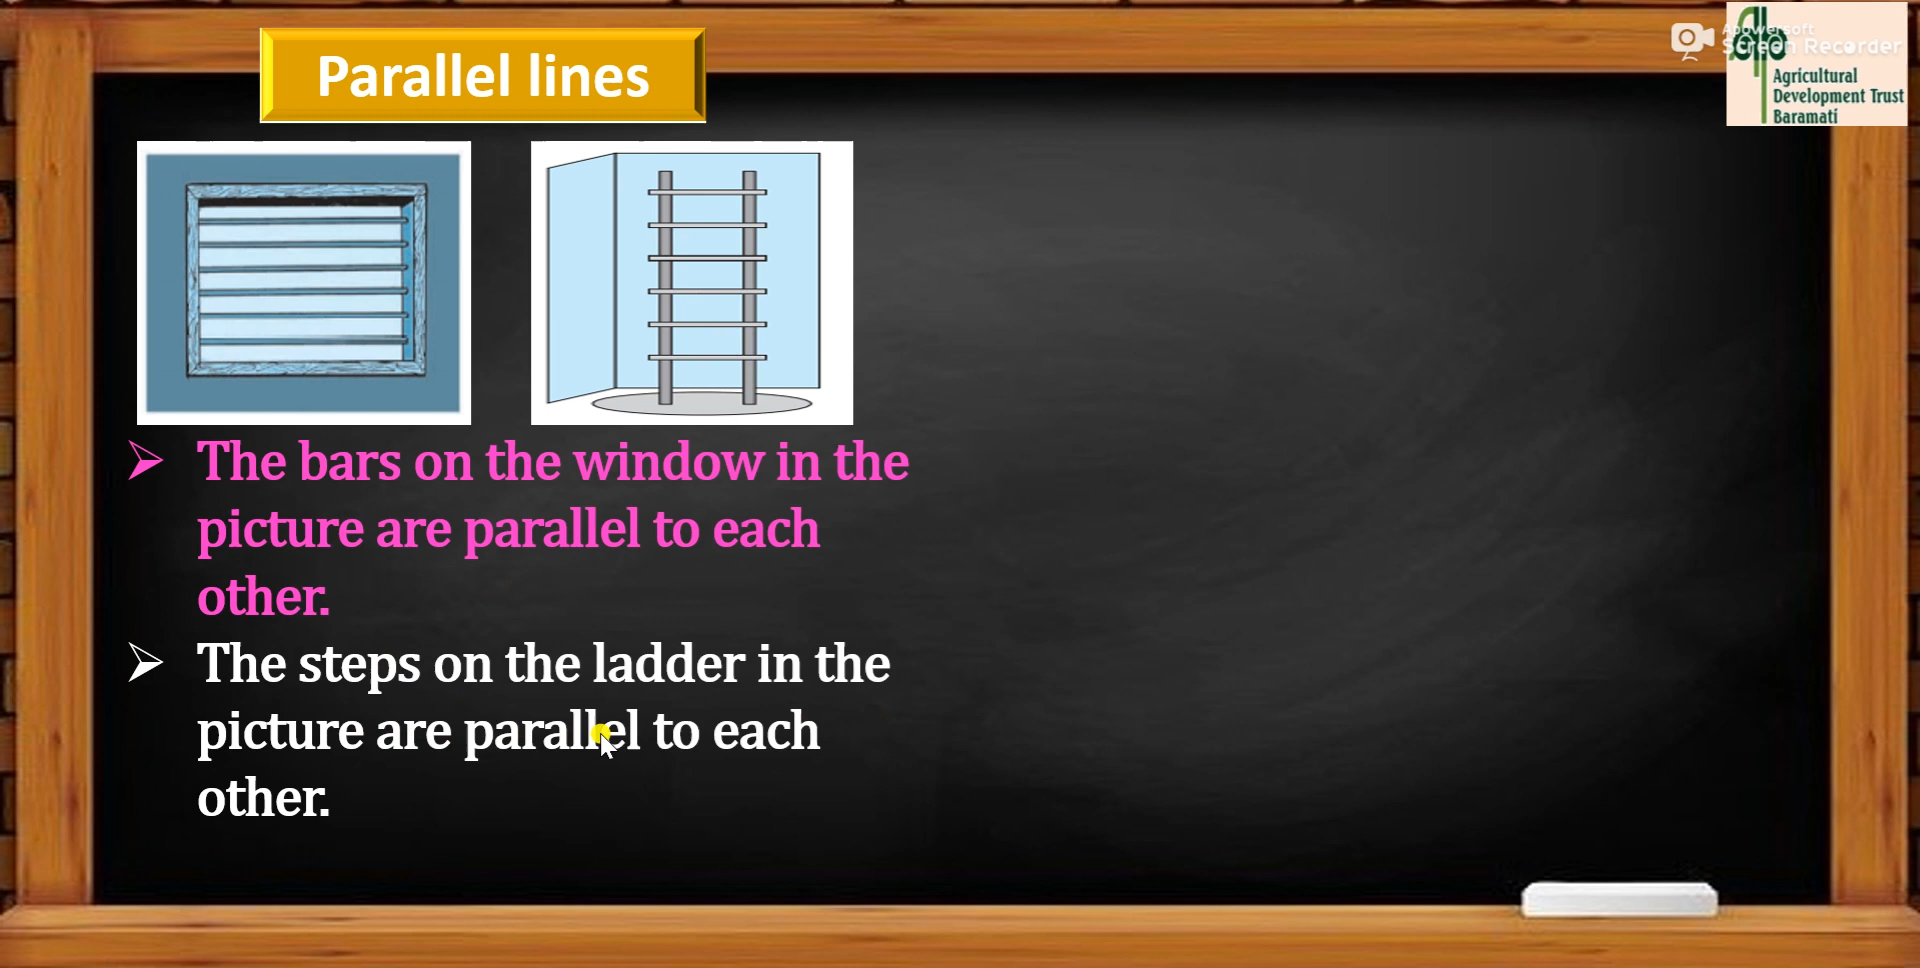 Parallel lines
Apowersoft
Screen Recorder
Agricultural
Development Trust
Baramati
➢ The bars on the window in the
picture are parallel to each
other.
➢ The steps on the ladder in the
picture are parallel to each
other.